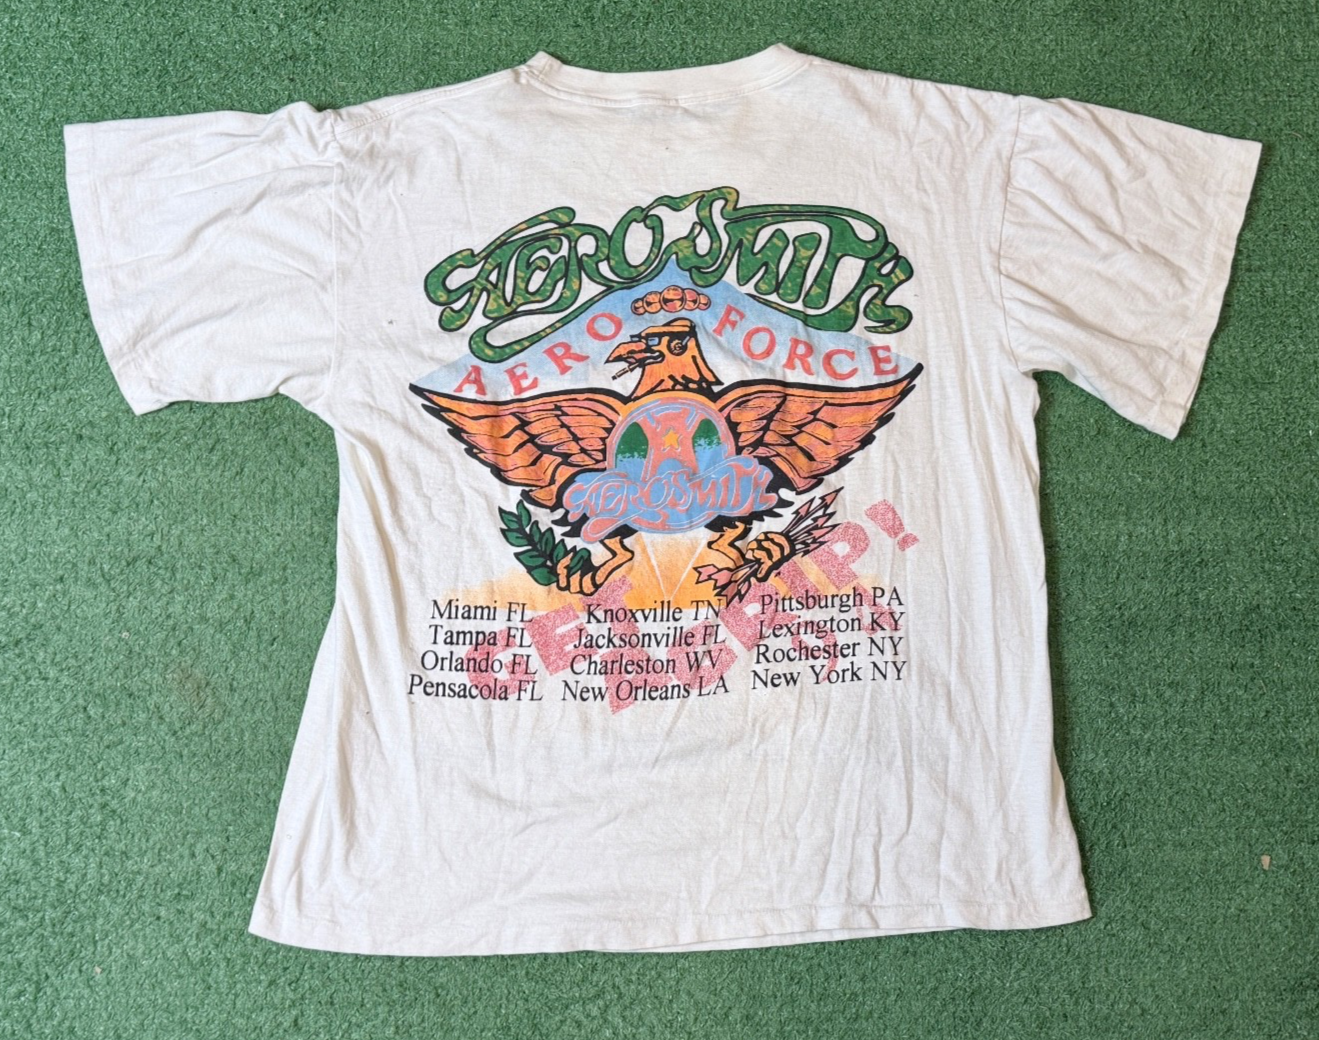 AEROSMITH
AERO FORCE
AEROSMITH
GET A GRIP!
Miami FL Knoxville TN Pittsburgh PA
Tampa FL Jacksonville FL Lexington KY
Orlando FL Charleston WV Rochester NY
Pensacola FL New Orleans LA New York NY